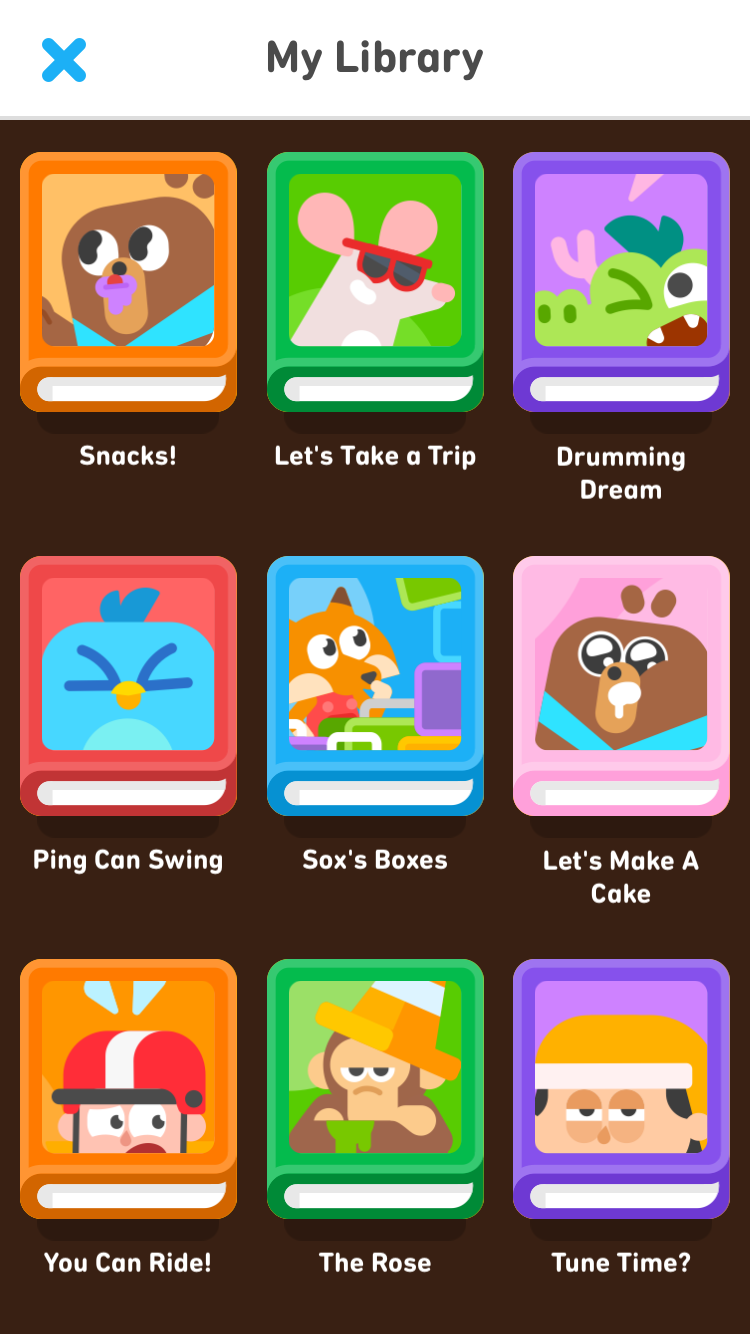 My Library
Snacks!
Let's Take a Trip
Drumming
Dream
Ping Can Swing
Sox's Boxes
Let's Make A
Cake
You Can Ride!
The Rose
Tune Time?